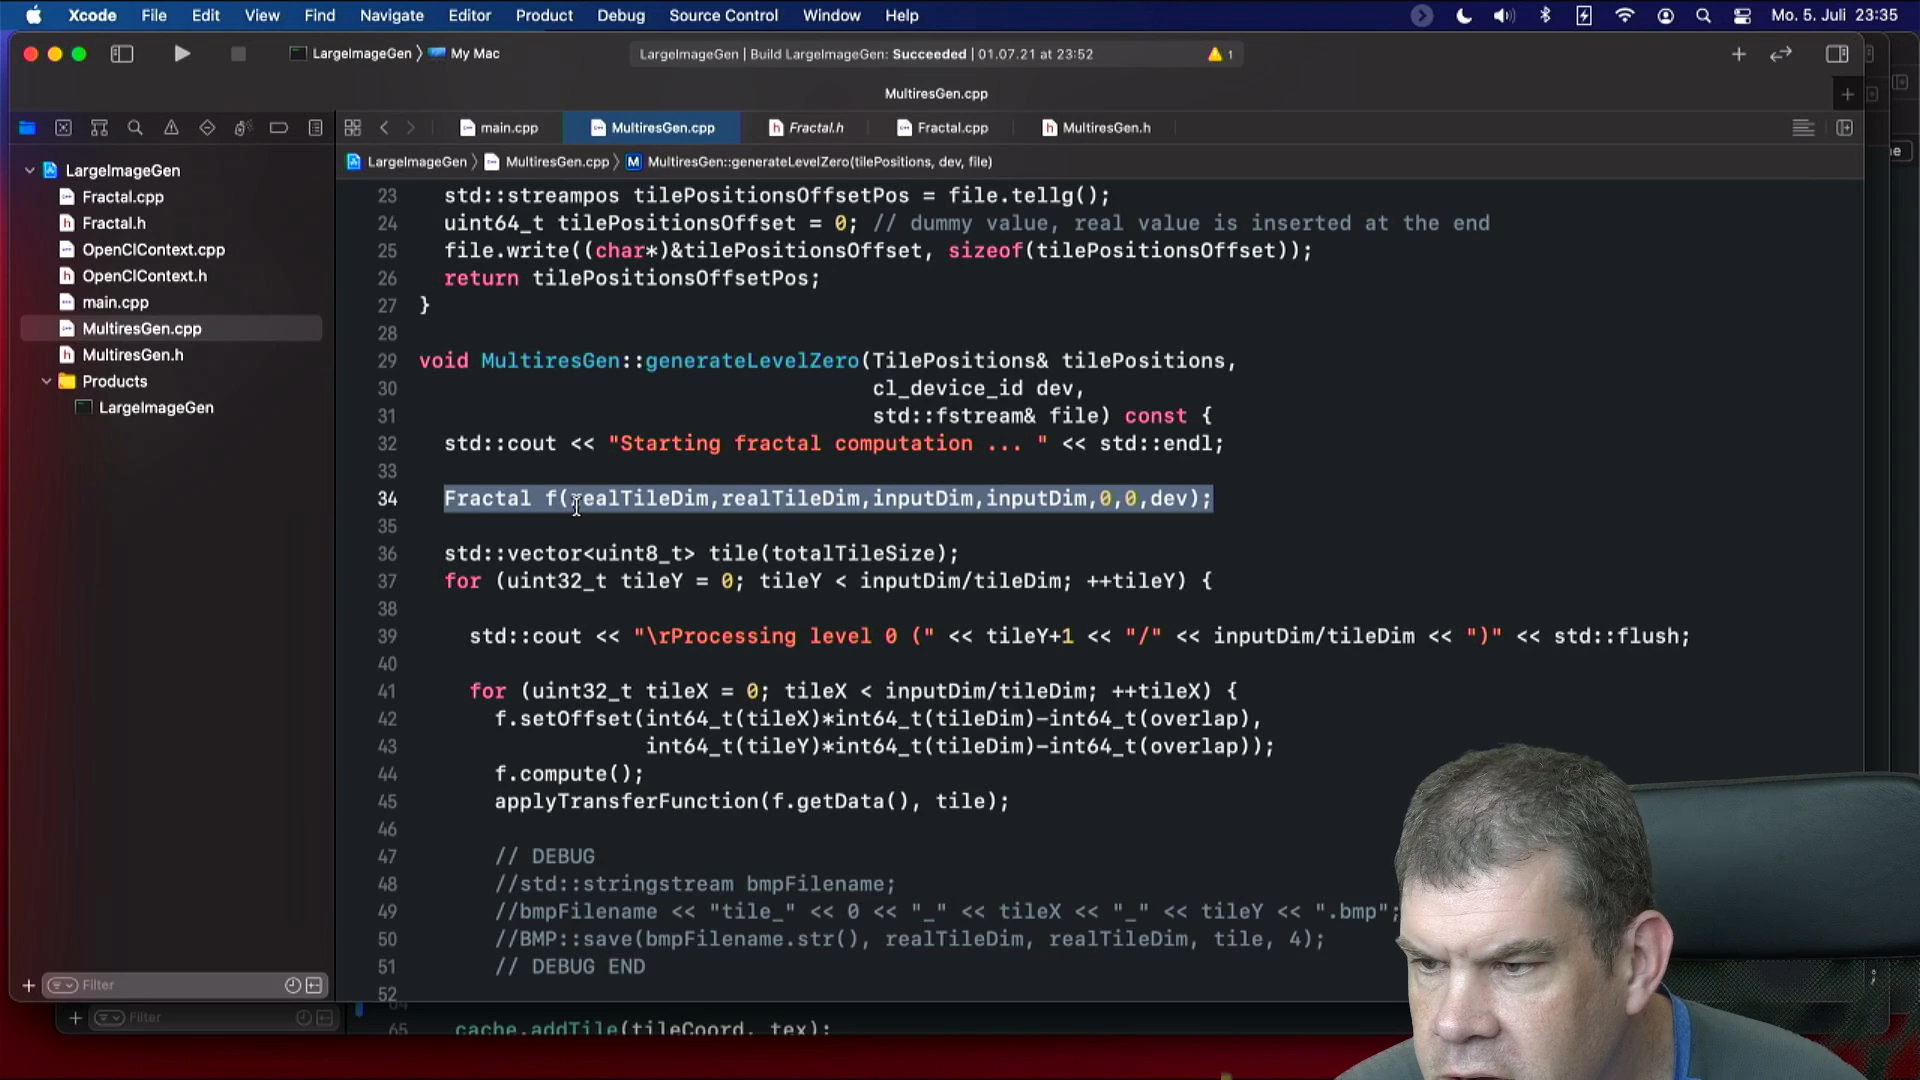 Xcode File Edit View Find Navigate Editor Product Debug Source Control Window Help Mo. 5. Juli 23:35
LargeImageGen My Mac LargeImageGen | Build LargeImageGen: Succeeded | 01.07.21 at 23:52 1
MultiresGen.cpp
main.cpp MultiresGen.cpp Fractal.h Fractal.cpp MultiresGen.h
LargeImageGen MultiresGen.cpp M MultiresGen::generateLevelZero(tilePositions, dev, file)
LargeImageGen
Fractal.cpp
Fractal.h
OpenClContext.cpp
OpenClContext.h
main.cpp
MultiresGen.cpp
MultiresGen.h
Products
LargeImageGen
Filter
Filter
23 std::streampos tilePositionsOffsetPos = file.tellg();
24 uint64_t tilePositionsOffset = 0; // dummy value, real value is inserted at the end
25 file.write((char*)&tilePositionsOffset, sizeof(tilePositionsOffset));
26 return tilePositionsOffsetPos;
27 }
28
29 void MultiresGen::generateLevelZero(TilePositions& tilePositions,
30 cl_device_id dev,
31 std::fstream& file) const {
32 std::cout << "Starting fractal computation ... " << std::endl;
33
34 Fractal f(realTileDim,realTileDim,inputDim,inputDim,0,0,dev);
35
36 std::vector<uint8_t> tile(totalTileSize);
37 for (uint32_t tileY = 0; tileY < inputDim/tileDim; ++tileY) {
38
39 std::cout << "\rProcessing level 0 (" << tileY+1 << "/" << inputDim/tileDim << ")" << std::flush;
40
41 for (uint32_t tileX = 0; tileX < inputDim/tileDim; ++tileX) {
42 f.setOffset(int64_t(tileX)*int64_t(tileDim)-int64_t(overlap),
43 int64_t(tileY)*int64_t(tileDim)-int64_t(overlap));
44 f.compute();
45 applyTransferFunction(f.getData(), tile);
46
47 // DEBUG
48 //std::stringstream bmpFilename;
49 //bmpFilename << "tile_" << 0 << "_" << tileX << "_" << tileY << ".bmp";
50 //BMP::save(bmpFilename.str(), realTileDim, realTileDim, tile, 4);
51 // DEBUG END
52
65 cache.addTile(tileCoord, tex);